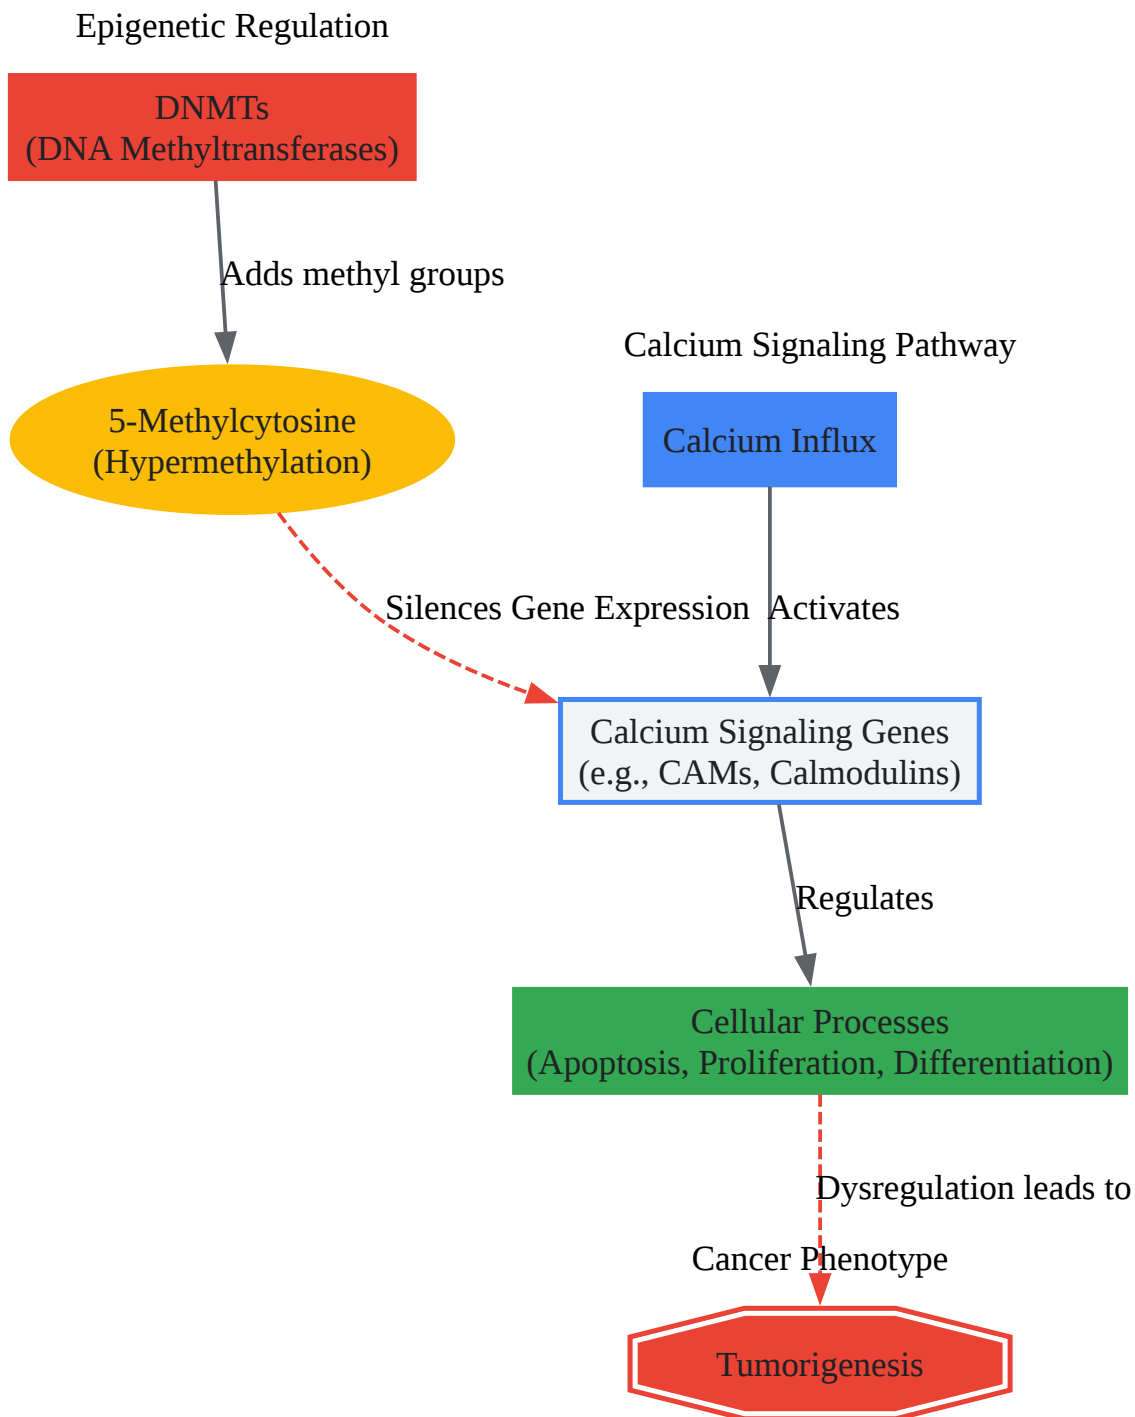 Epigenetic Regulation
DNMTs
(DNA Methyltransferases)
Adds methyl groups
Calcium Signaling Pathway
5-Methylcytosine
(Hypermethylation)
Calcium Influx
Silences Gene Expression
Activates
Calcium Signaling Genes
(e.g., CAMs, Calmodulins)
Regulates
Cellular Processes
(Apoptosis, Proliferation, Differentiation)
Dysregulation leads to
Cancer Phenotype
Tumorigenesis